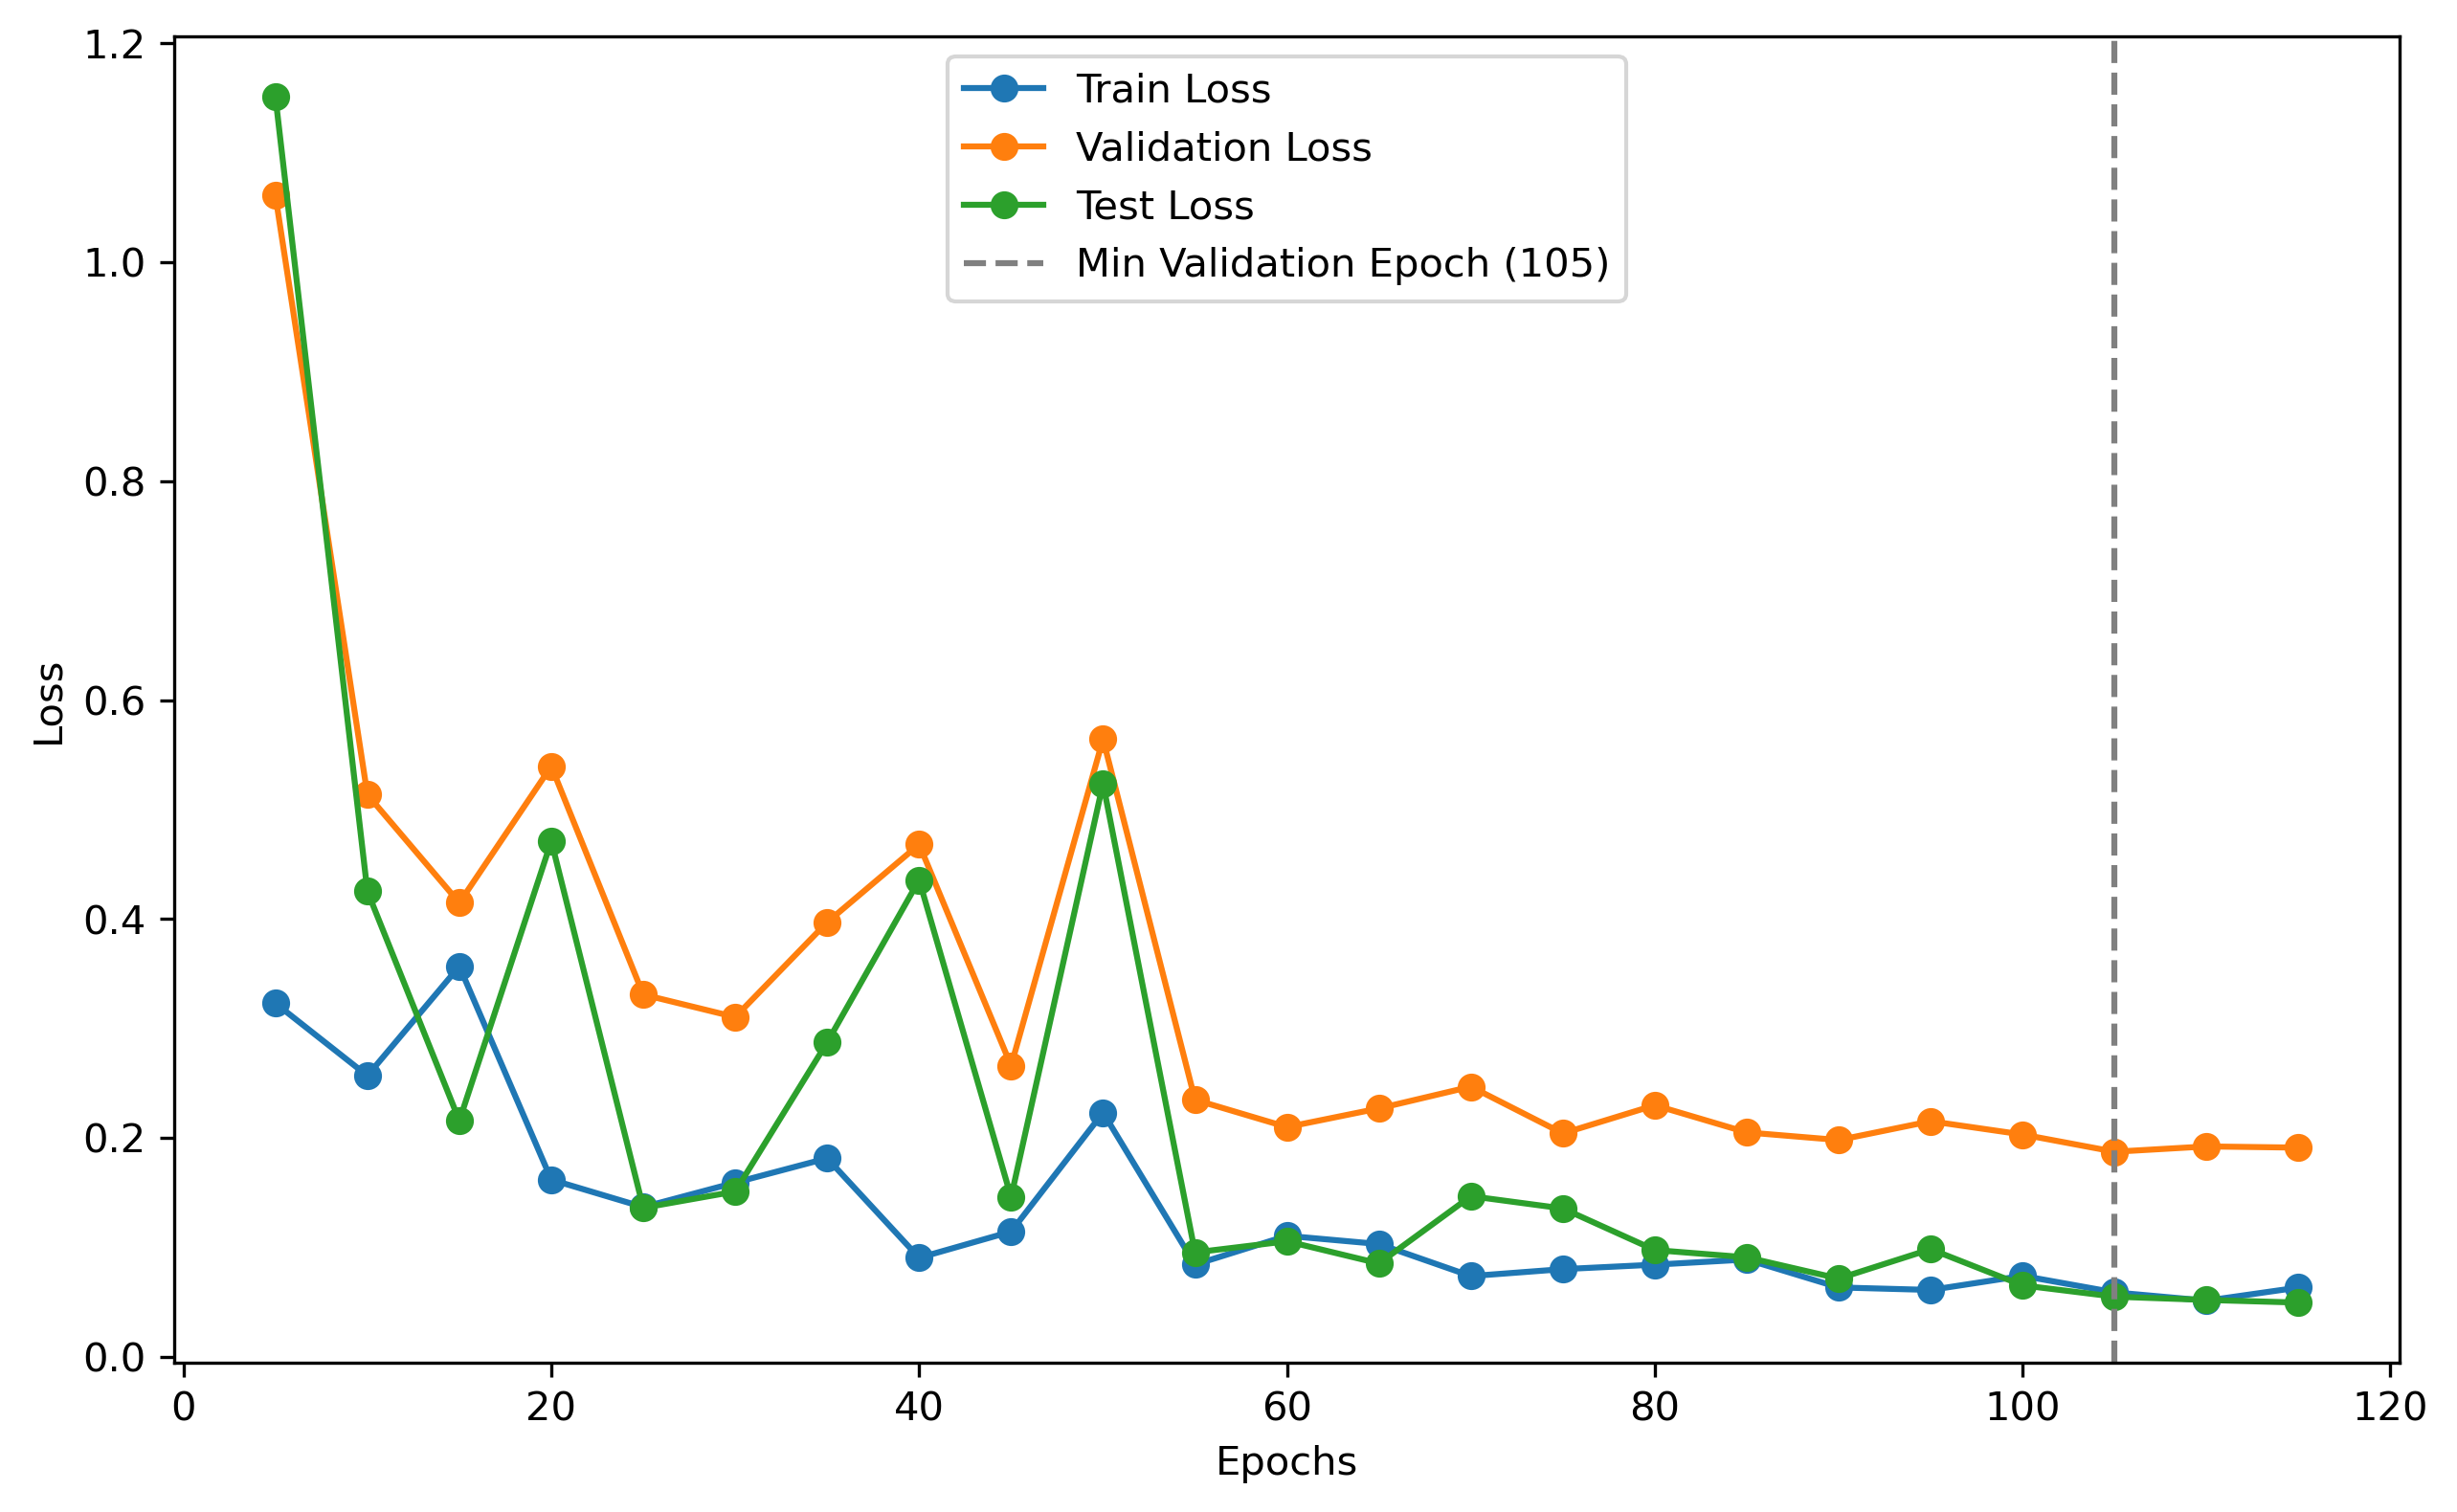 1.2
1.0
0.8
0.6
0.4
0.2
0.0
Loss
Train Loss
Validation Loss
Test Loss
Min Validation Epoch (105)
0 20 40 60 80 100 120
Epochs